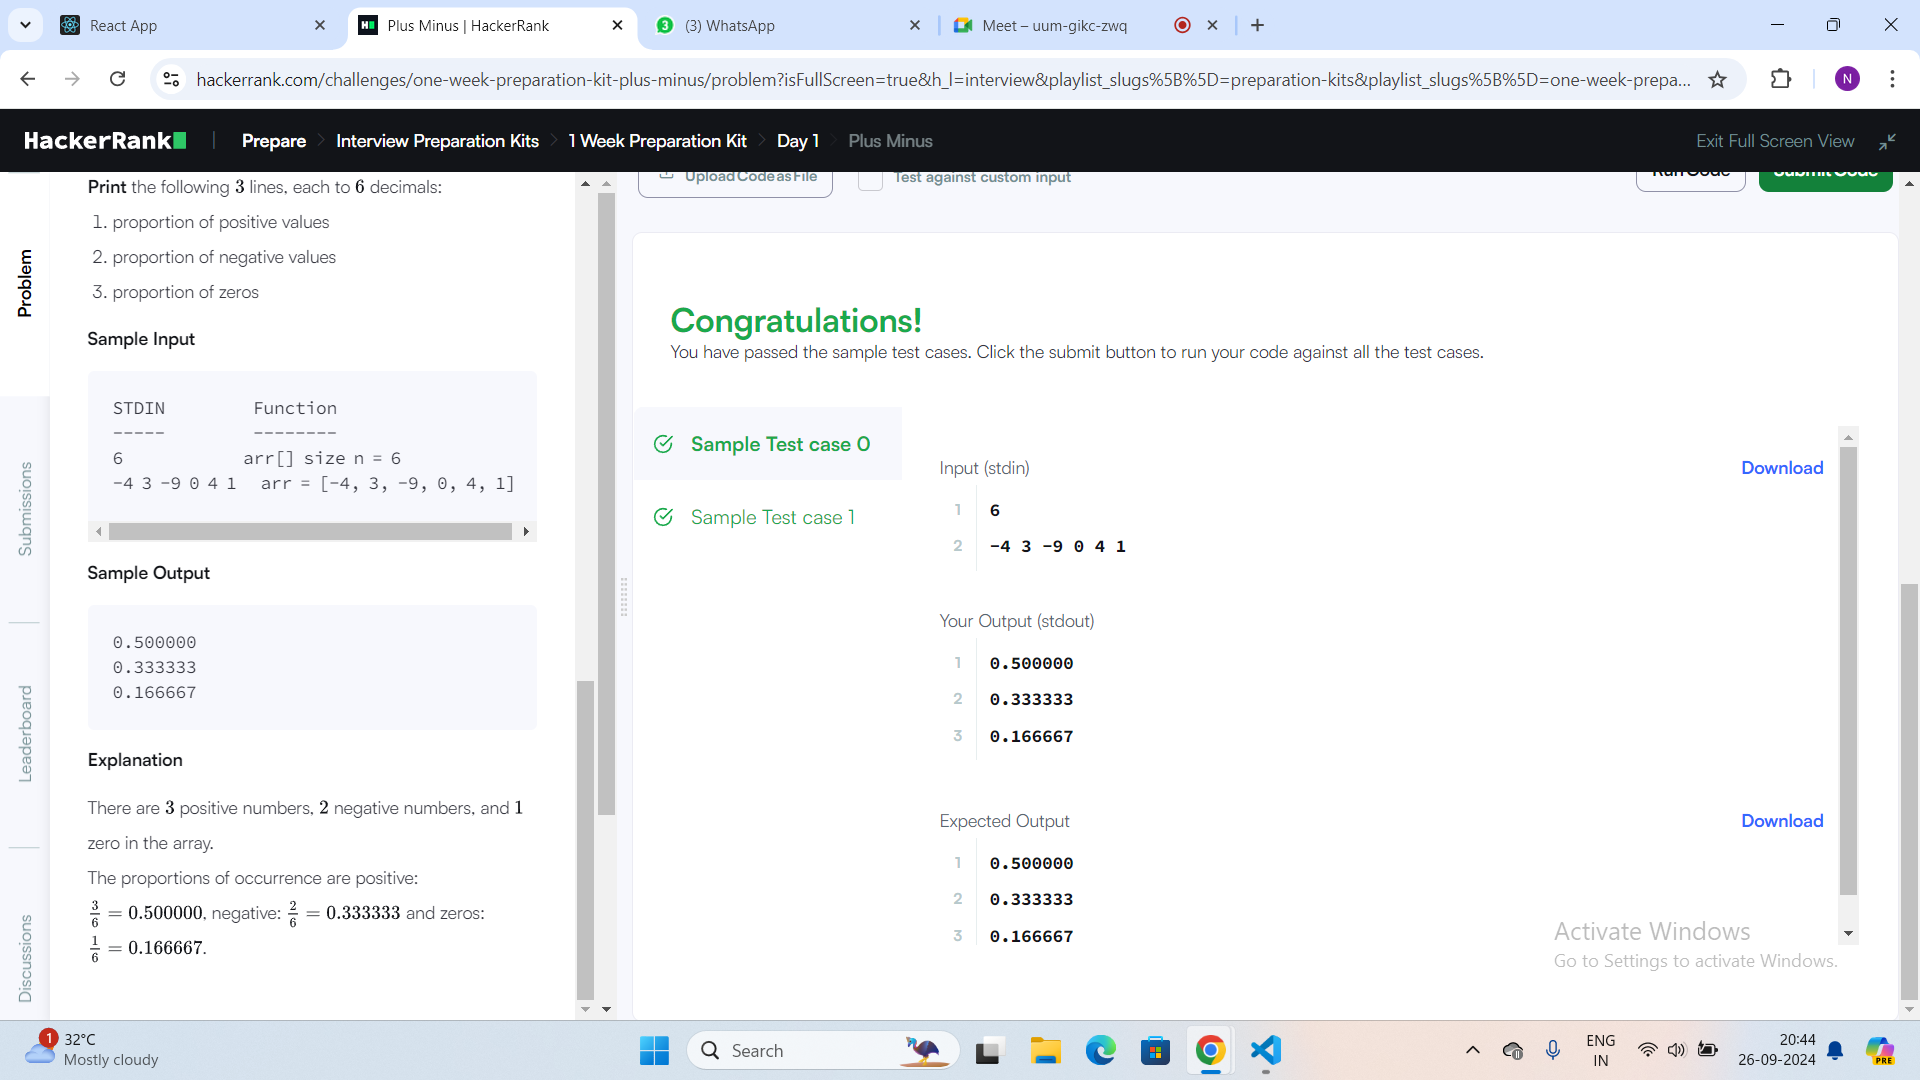 React App
Plus Minus | HackerRank
3
(3) WhatsApp
Meet – uum-gikc-zwq
hackerrank.com/challenges/one-week-preparation-kit-plus-minus/problem?isFullScreen=true&h_l=interview&playlist_slugs%5B%5D=preparation-kits&playlist_slugs%5B%5D=one-week-prepa...
N
HackerRank
Prepare
Interview Preparation Kits
1 Week Preparation Kit
Day 1
Plus Minus
Exit Full Screen View
Problem
Submissions
Leaderboard
Discussions
Print the following 3 lines, each to 6 decimals:
1. proportion of positive values
2. proportion of negative values
3. proportion of zeros
Sample Input
STDIN Function
----- --------
6 arr[] size n = 6
-4 3 -9 0 4 1 arr = [-4, 3, -9, 0, 4, 1]
Sample Output
0.500000
0.333333
0.166667
Explanation
There are 3 positive numbers, 2 negative numbers, and 1
zero in the array.
The proportions of occurrence are positive:
3/6 = 0.500000, negative: 2/6 = 0.333333 and zeros:
1/6 = 0.166667.
Upload Code as File
Test against custom input
Run Code
Submit Code
Congratulations!
You have passed the sample test cases. Click the submit button to run your code against all the test cases.
Sample Test case 0
Sample Test case 1
Input (stdin)
Download
1 6
2 -4 3 -9 0 4 1
Your Output (stdout)
1 0.500000
2 0.333333
3 0.166667
Expected Output
Download
1 0.500000
2 0.333333
3 0.166667
Activate Windows
Go to Settings to activate Windows.
1
32°C
Mostly cloudy
Search
ENG
IN
20:44
26-09-2024
PRE